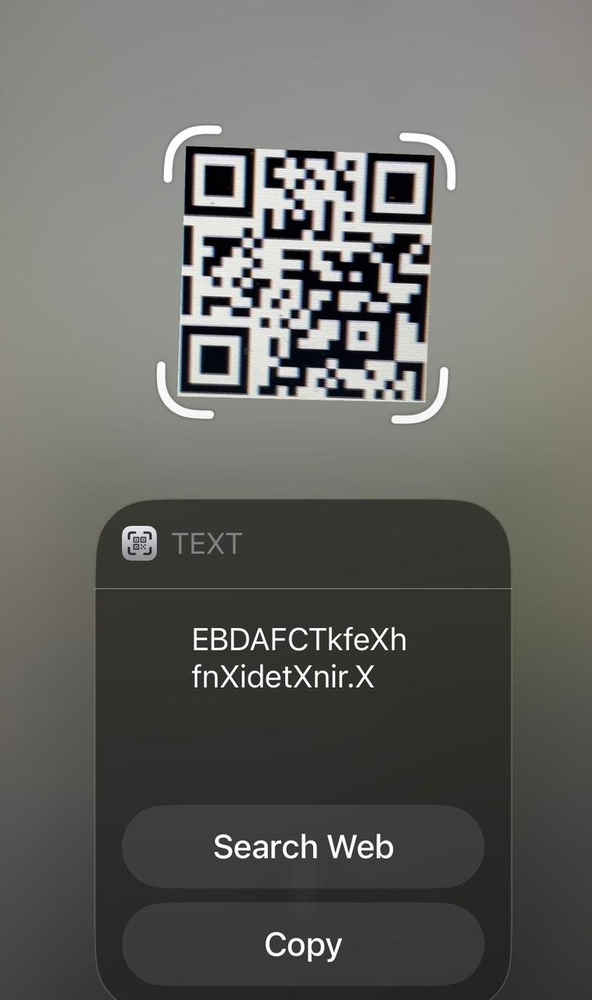 TEXT
EBDAFCTkfeXh
fnXidetXnir.X
Search Web
Copy